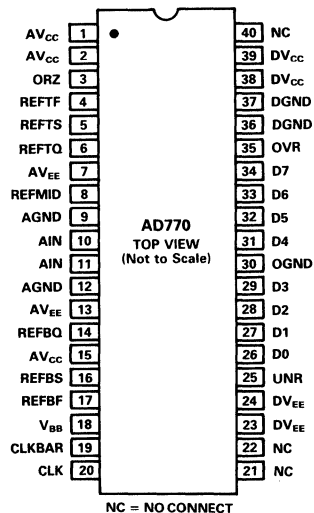 AVCC 1 40 NC
AVCC 2 39 DVCC
ORZ 3 38 DVCC
REFTF 4 37 DGND
REFTS 5 36 DGND
REFTQ 6 35 OVR
AVEE 7 34 D7
REFMID 8 33 D6
AGND 9 32 D5
AIN 10 31 D4
AIN 11 30 OGND
AGND 12 29 D3
AVEE 13 28 D2
REFBQ 14 27 D1
AVCC 15 26 D0
REFBS 16 25 UNR
REFBF 17 24 DVEE
VBB 18 23 DVEE
CLKBAR 19 22 NC
CLK 20 21 NC
AD770
TOP VIEW
(Not to Scale)
NC = NO CONNECT